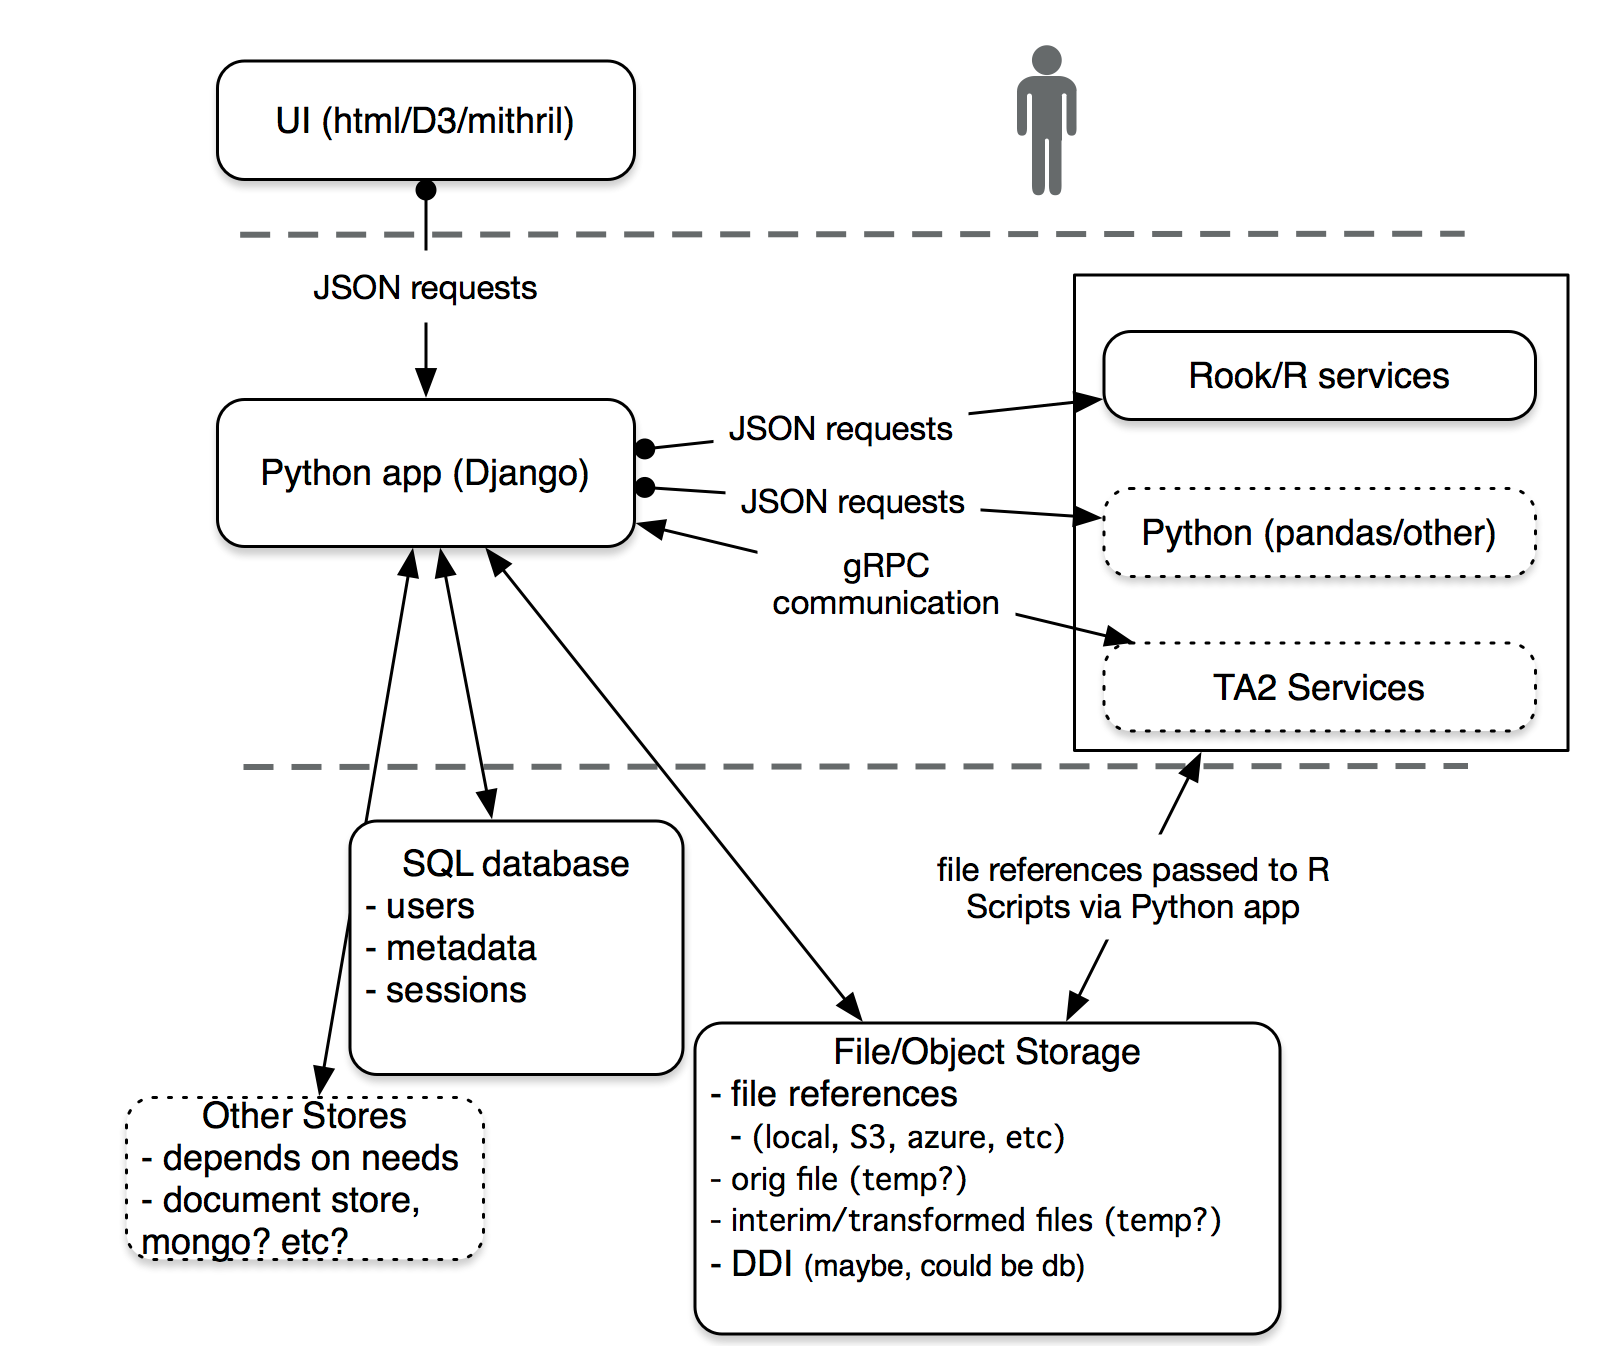 UI (html/D3/mithril)
JSON requests
Rook/R services
JSON requests
Python app (Django)
JSON requests
Python (pandas/other)
gRPC
communication
TA2 Services
SQL database
- users
- metadata
- sessions
file references passed to R
Scripts via Python app
File/Object Storage
- file references
- (local, S3, azure, etc)
- orig file (temp?)
- interim/transformed files (temp?)
- DDI (maybe, could be db)
Other Stores
- depends on needs
- document store,
mongo? etc?